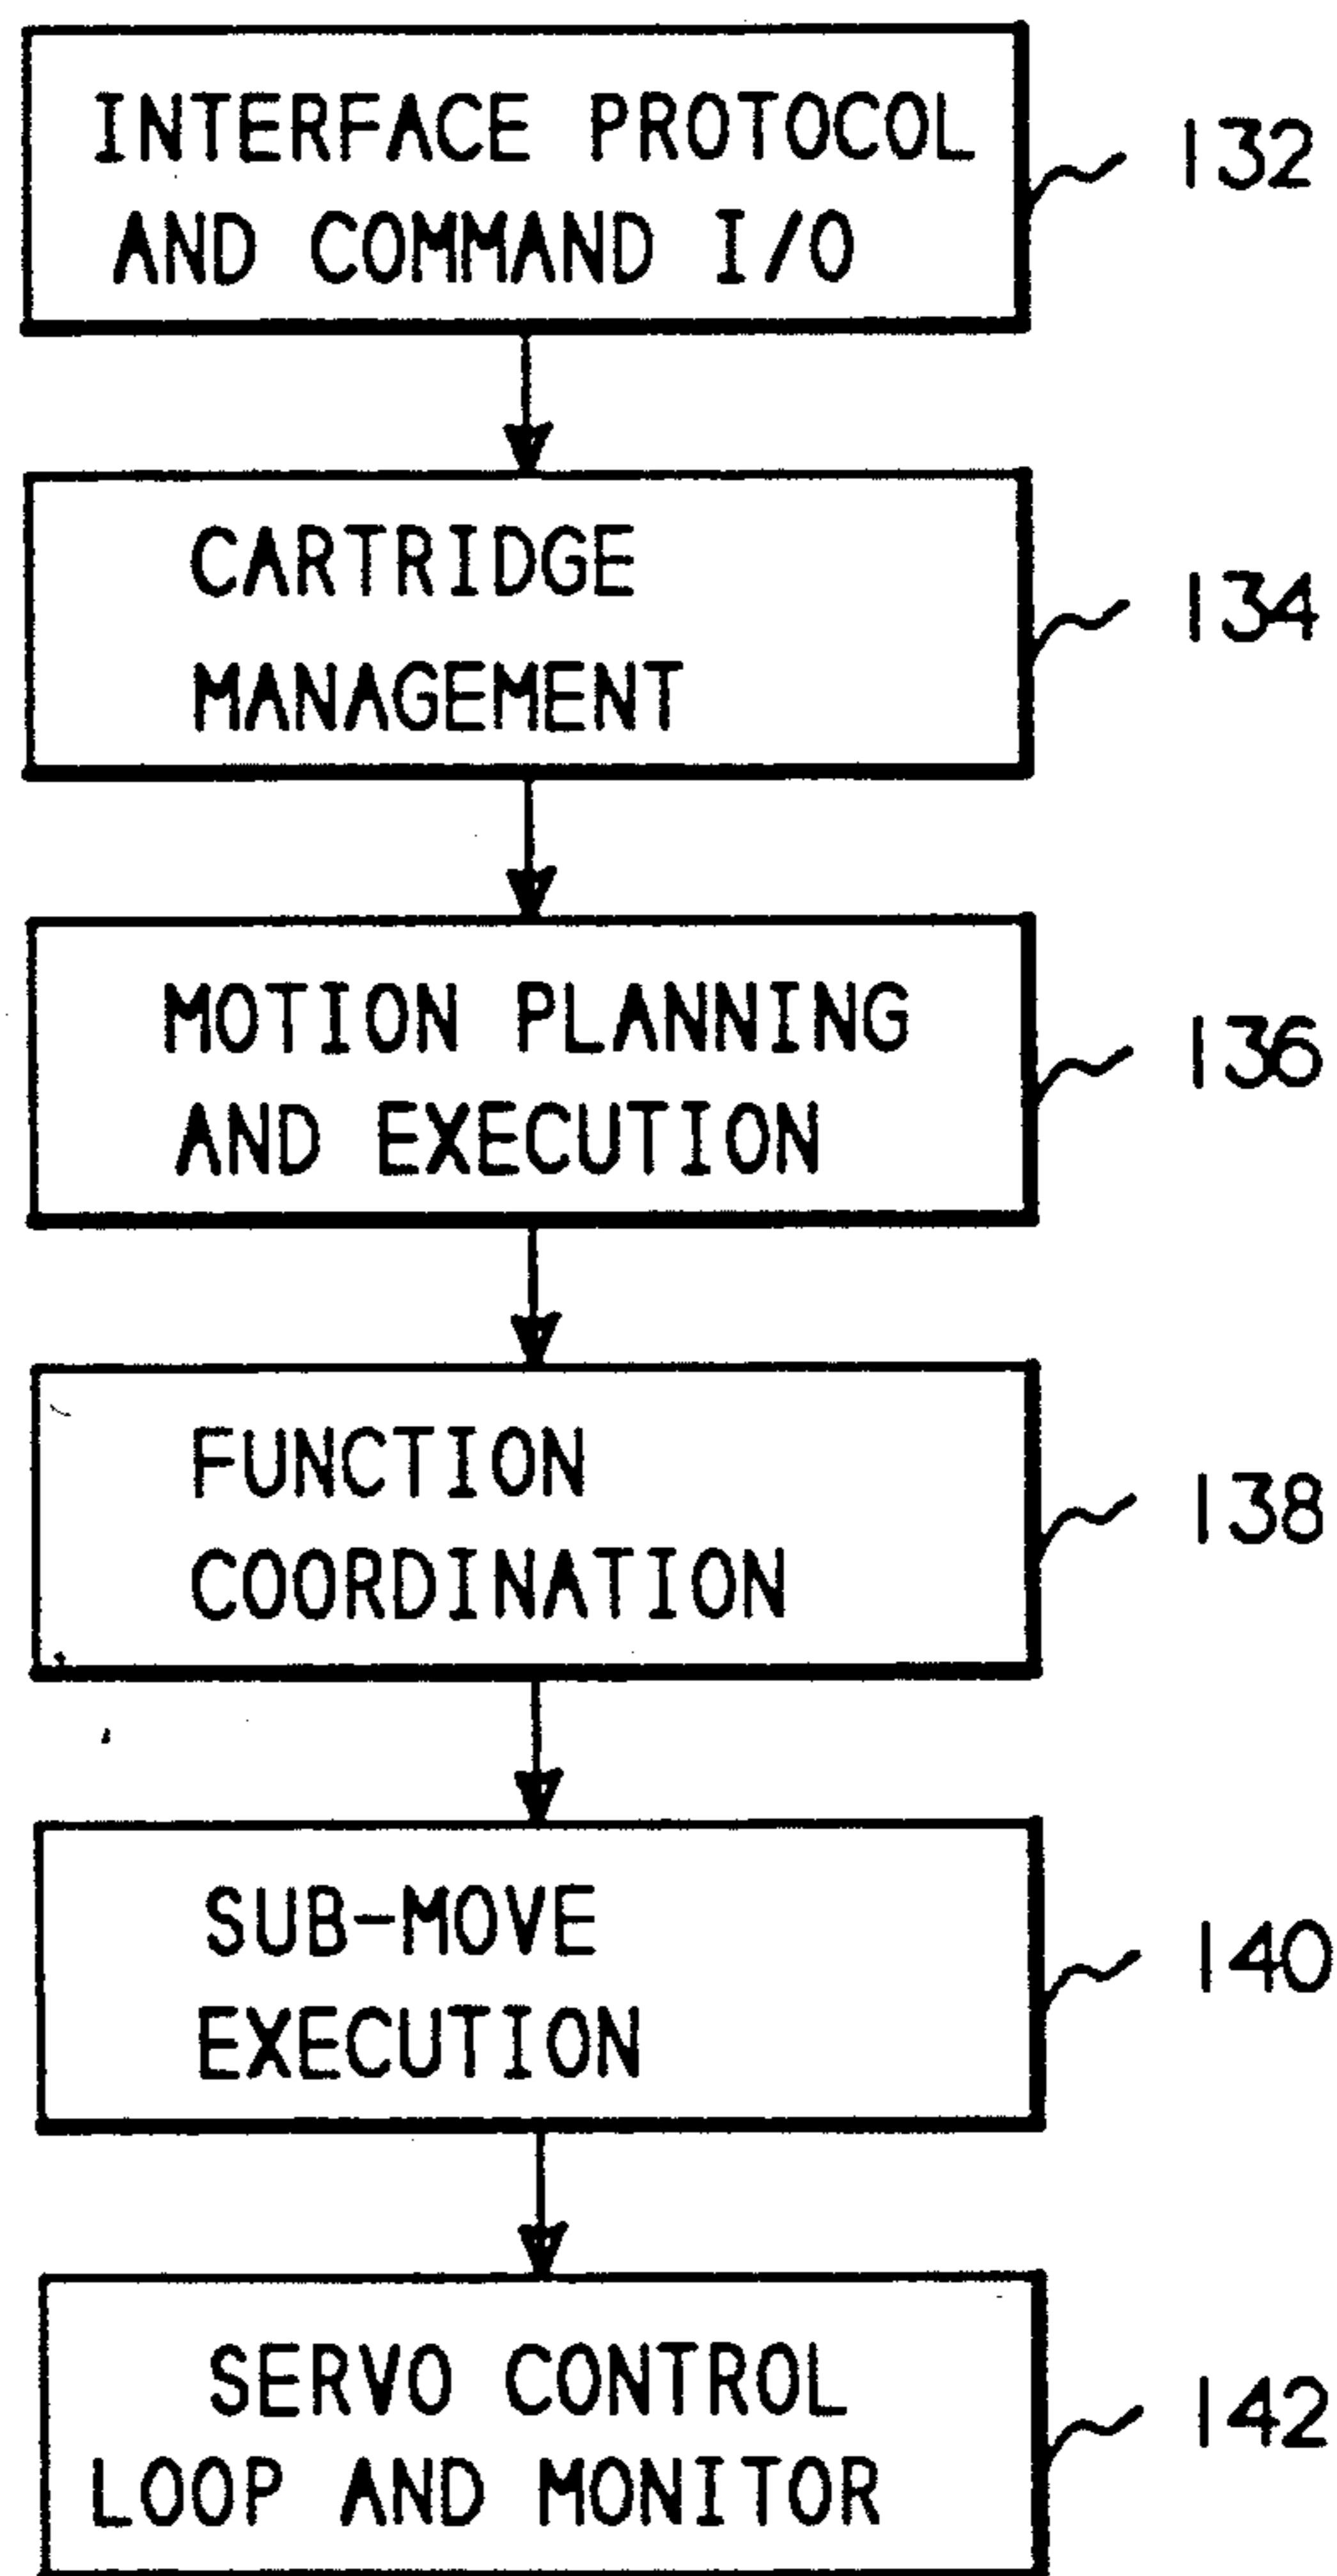 INTERFACE PROTOCOL
AND COMMAND I/O
132
CARTRIDGE
MANAGEMENT
134
MOTION PLANNING
AND EXECUTION
136
FUNCTION
COORDINATION
138
SUB-MOVE
EXECUTION
140
SERVO CONTROL
LOOP AND MONITOR
142